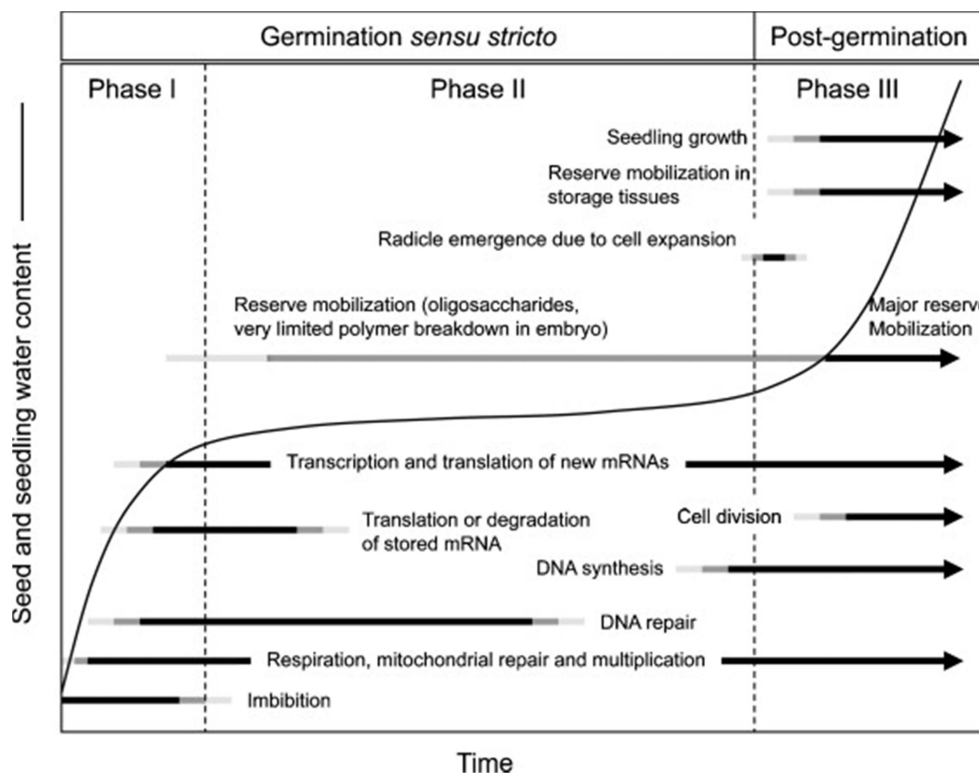 Germination sensu stricto
Post-germination
Phase I
Phase II
Phase III
Seedling growth
Reserve mobilization in
storage tissues
Radicle emergence due to cell expansion
Reserve mobilization (oligosaccharides,
very limited polymer breakdown in embryo)
Major reserve
Mobilization
Transcription and translation of new mRNAs
Translation or degradation
of stored mRNA
Cell division
DNA synthesis
DNA repair
Respiration, mitochondrial repair and multiplication
Imbibition
Seed and seedling water content
Time